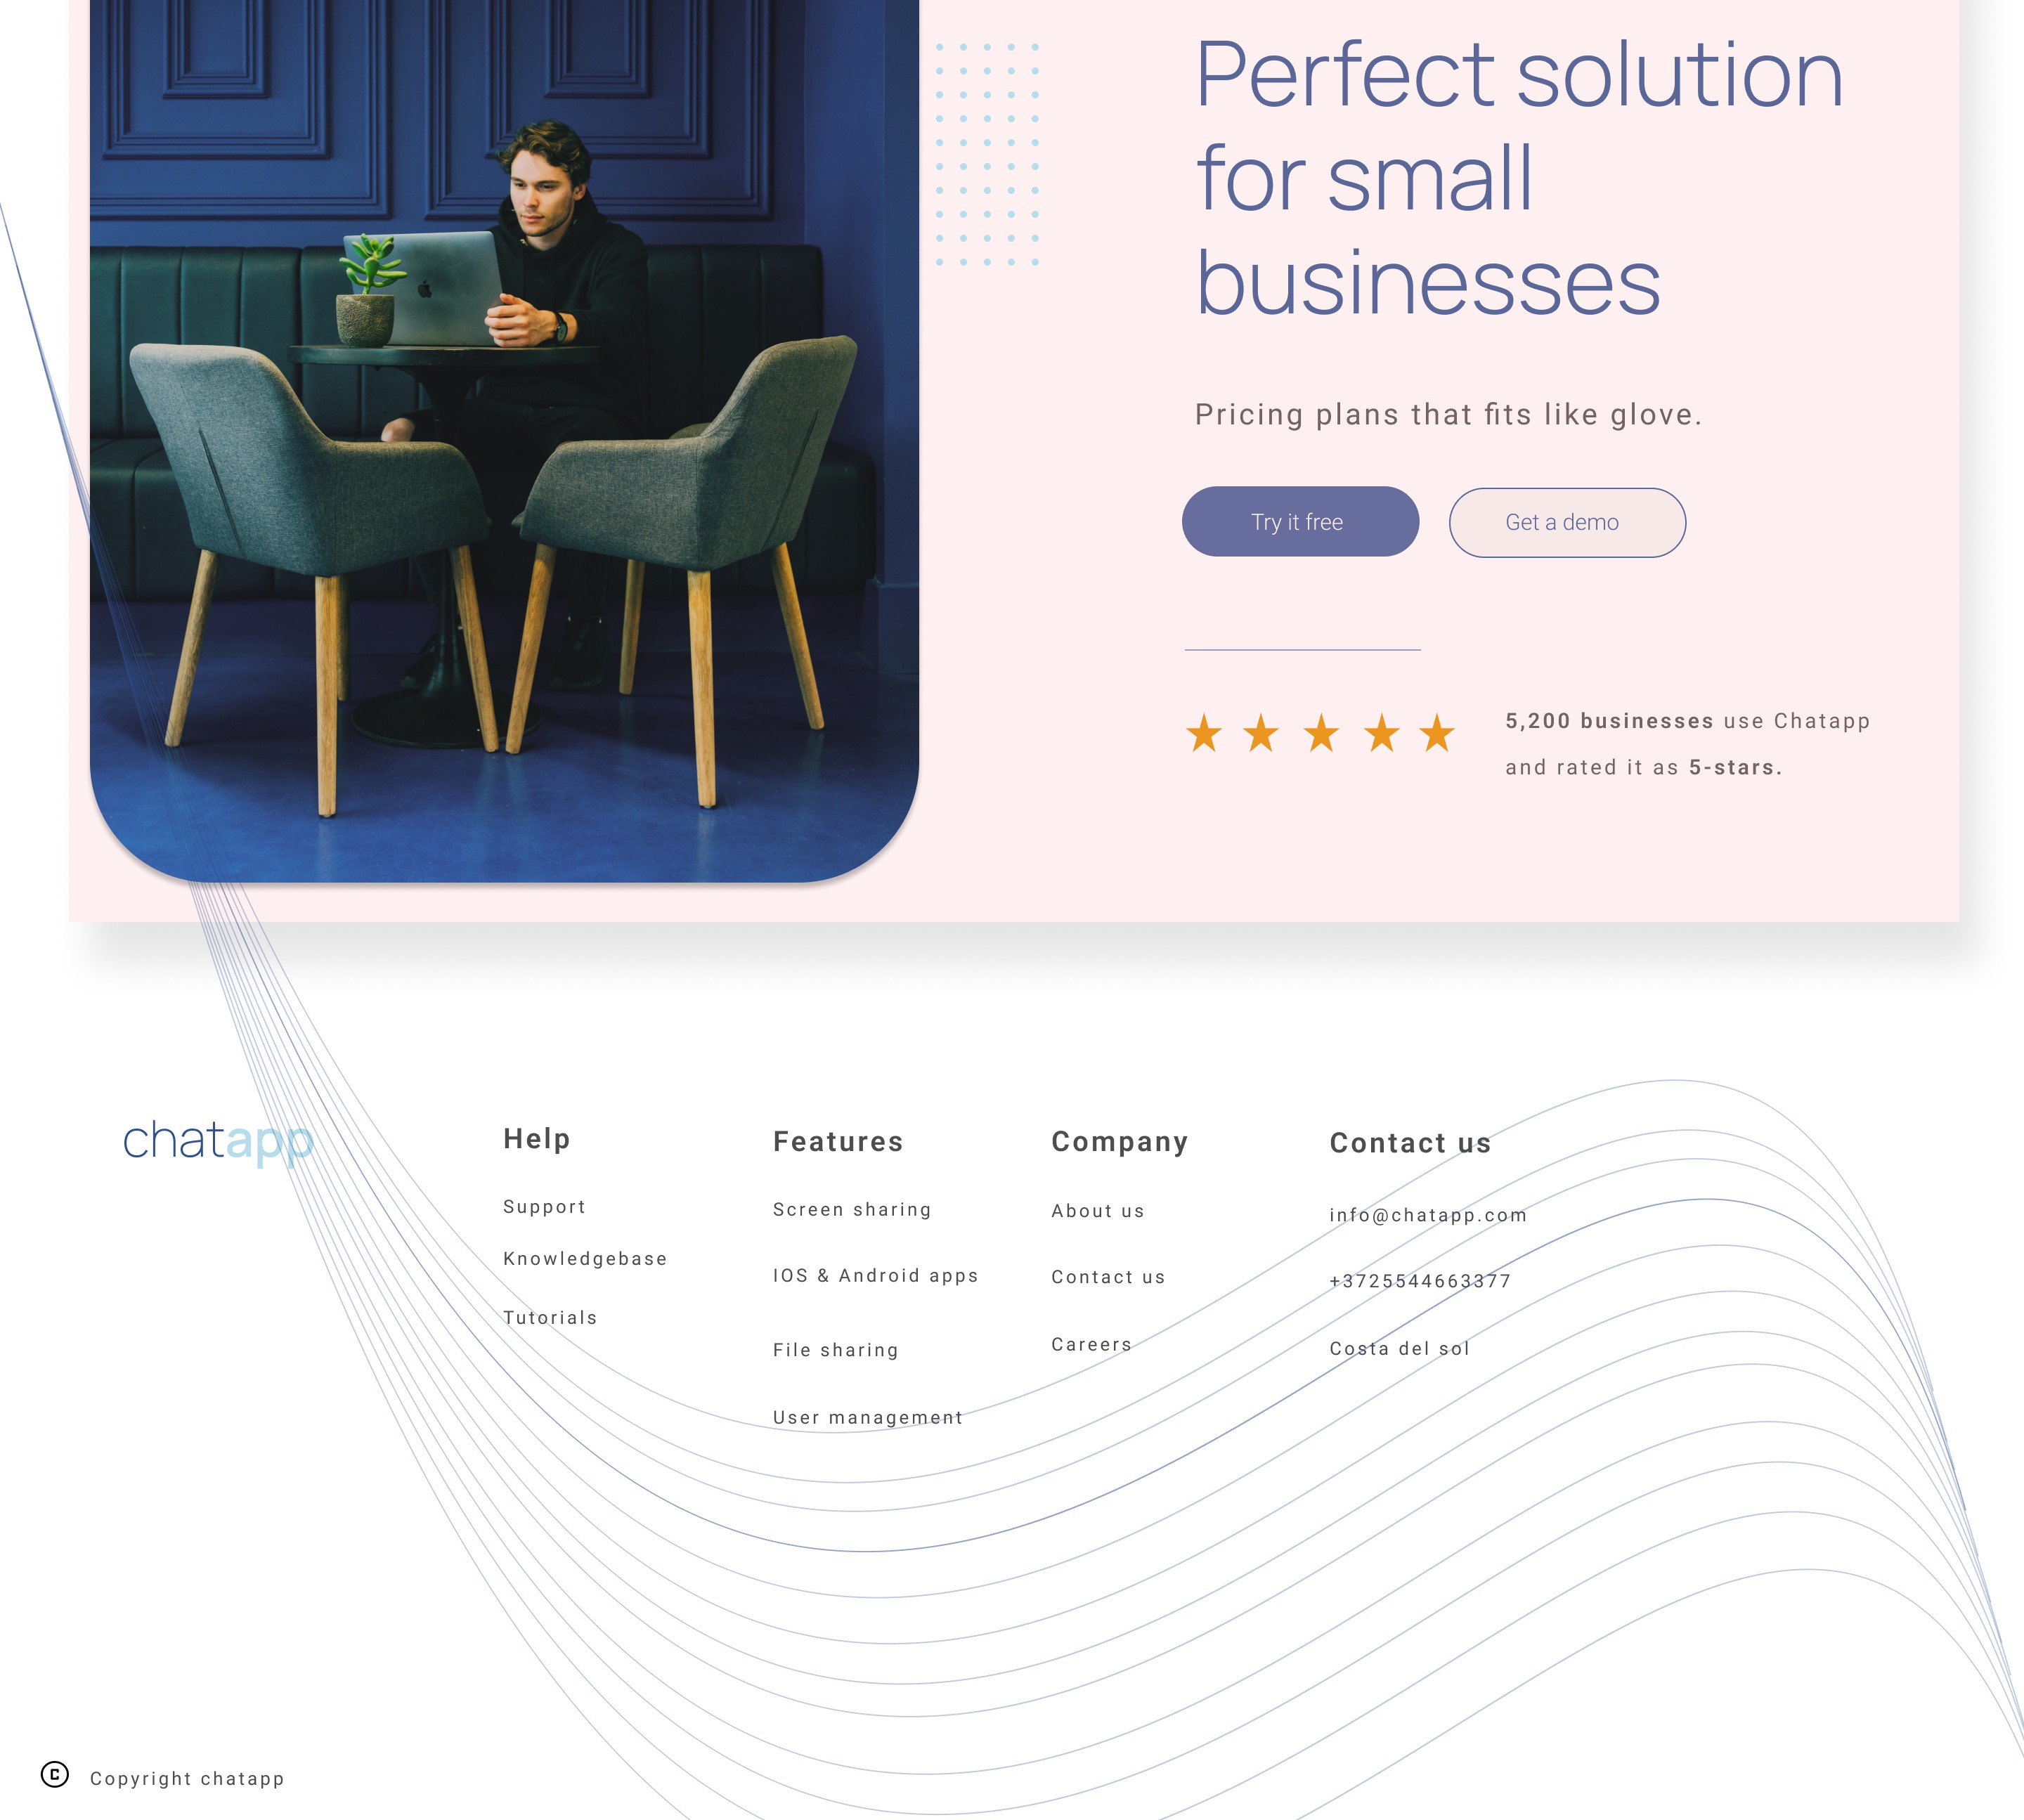 Perfect solution
for small
businesses
Pricing plans that fits like glove.
Try it free
Get a demo
5,200 businesses use Chatapp
and rated it as 5-stars.
chatapp
Help
Support
Knowledgebase
Tutorials
Features
Screen sharing
IOS & Android apps
File sharing
User management
Company
About us
Contact us
Careers
Contact us
info@chatapp.com
+3725544663377
Costa del sol
© Copyright chatapp